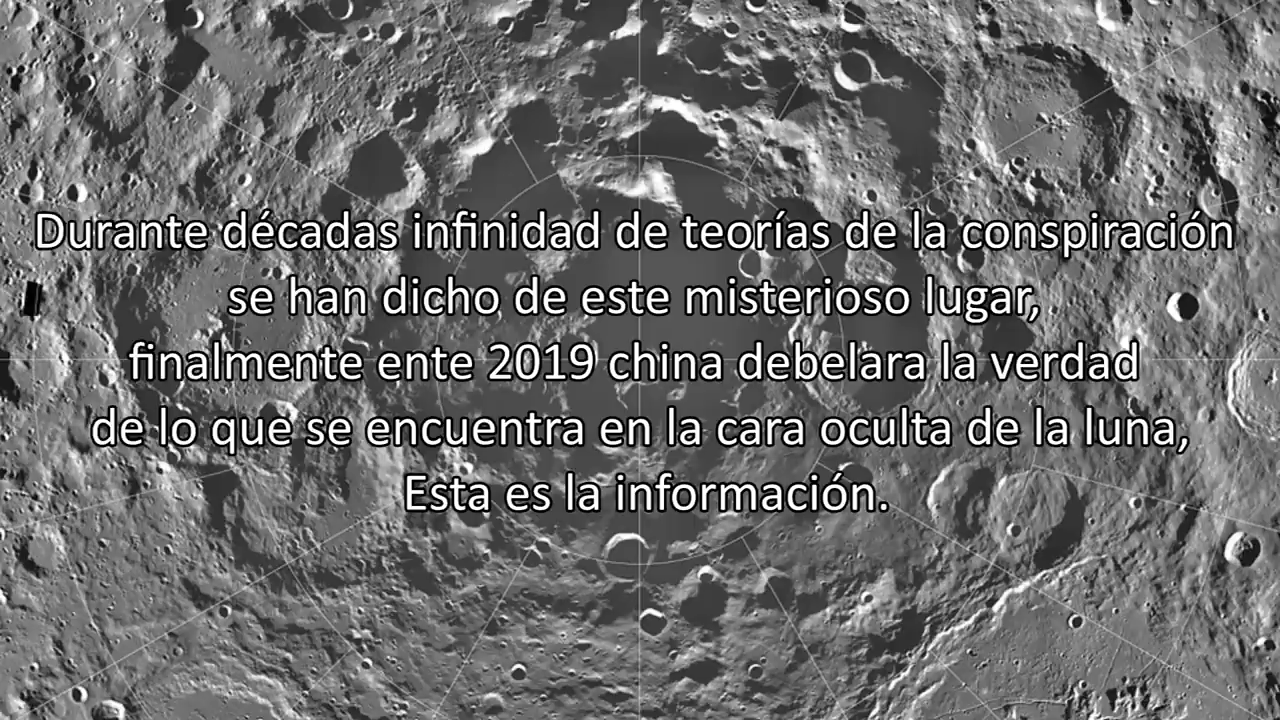 Durante décadas infinidad de teorías de la conspiración
se han dicho de este misterioso lugar,
finalmente ente 2019 china debelara la verdad
de lo que se encuentra en la cara oculta de la luna,
Esta es la información.